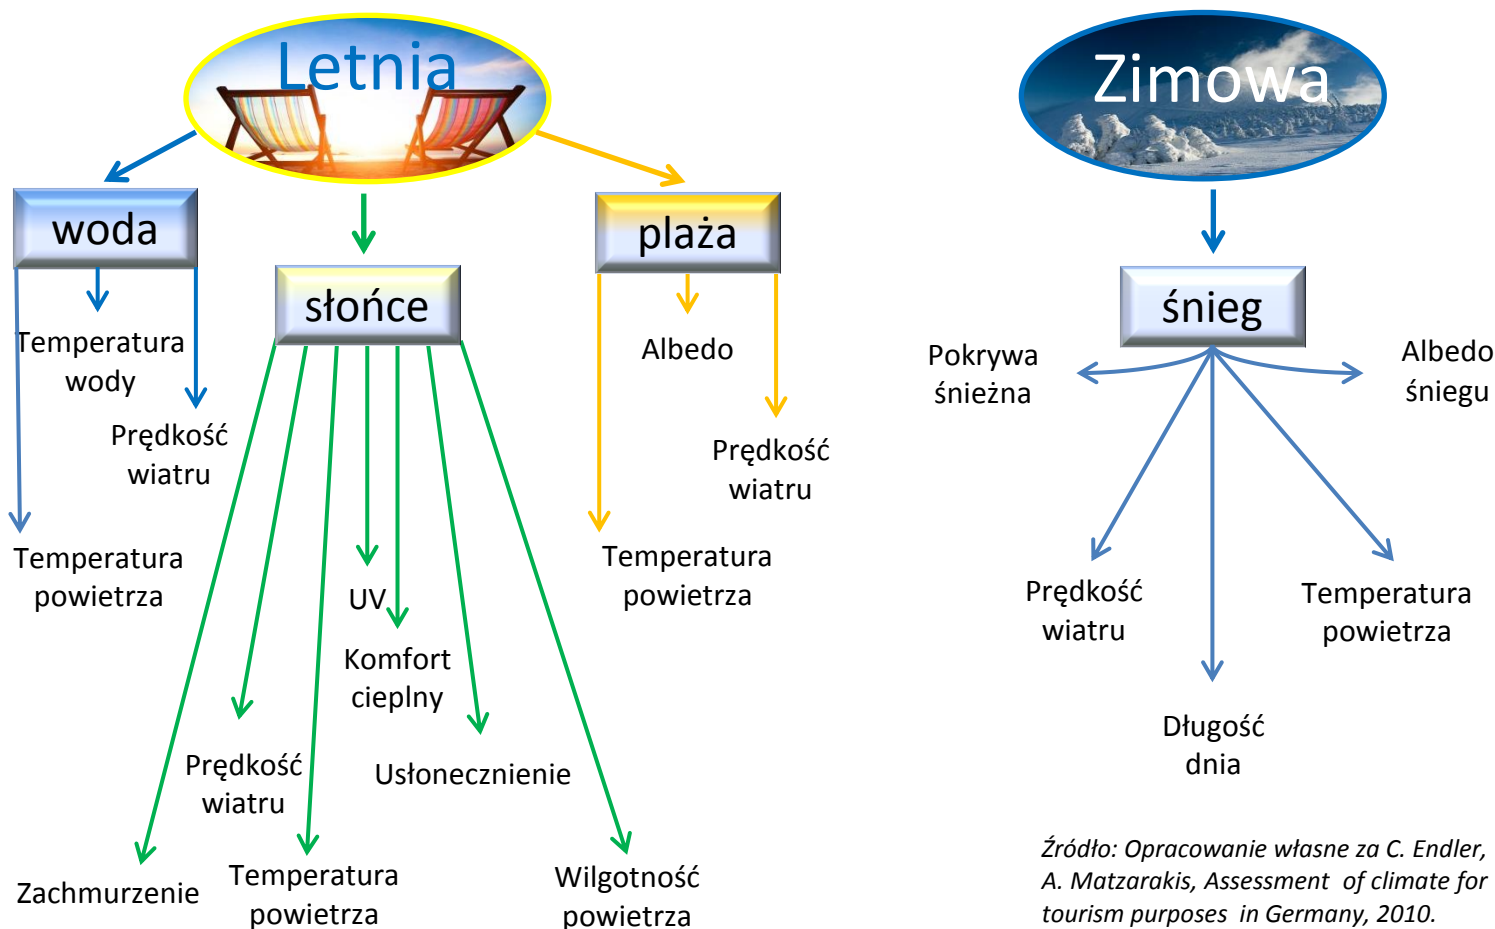 Letnia
Zimowa
woda
słońce
plaża
śnieg
Temperatura
wody
Prędkość
wiatru
Temperatura
powietrza
Albedo
Prędkość
wiatru
Temperatura
powietrza
UV
Komfort
cieplny
Prędkość
wiatru
Usłonecznienie
Zachmurzenie
Temperatura
powietrza
Wilgotność
powietrza
Pokrywa
śnieżna
Albedo
śniegu
Prędkość
wiatru
Temperatura
powietrza
Długość
dnia
Źródło: Opracowanie własne za C. Endler,
A. Matzarakis, Assessment of climate for
tourism purposes in Germany, 2010.